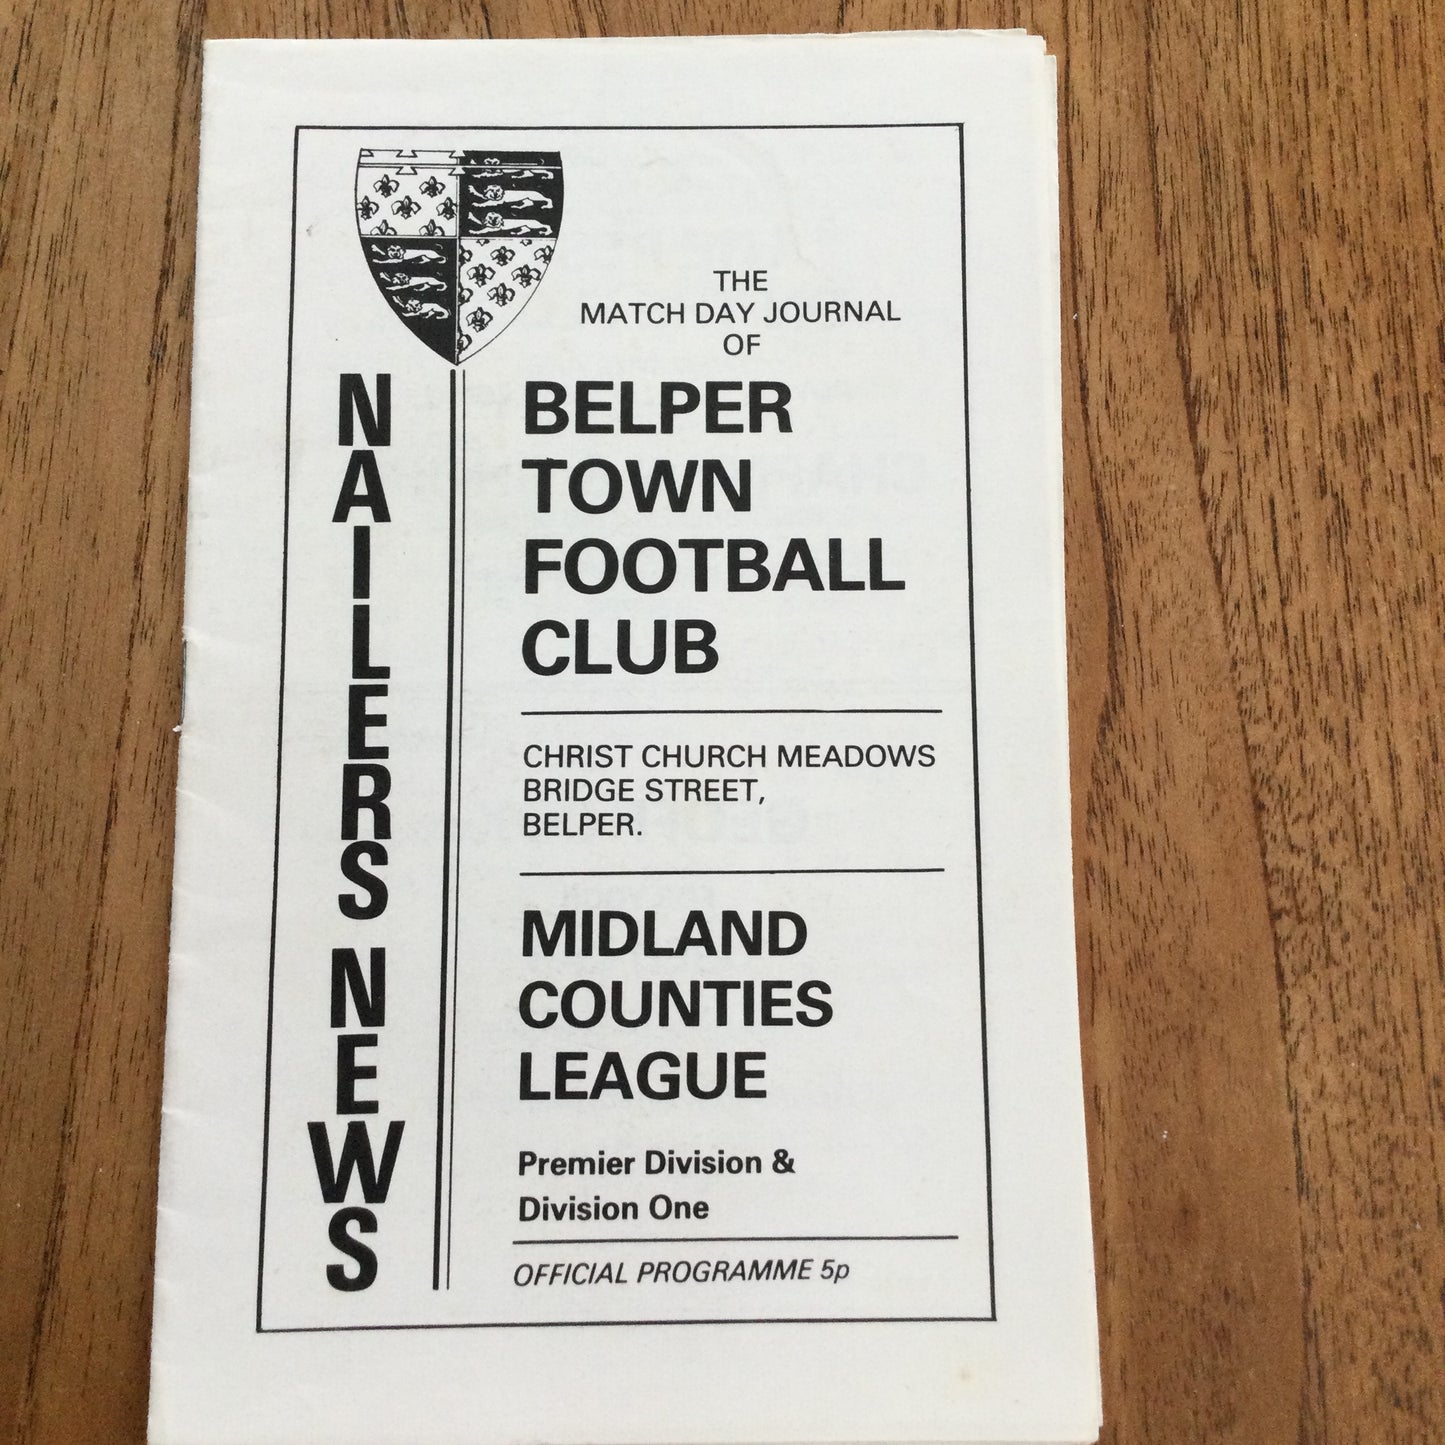 NAILERS NEWS
THE
MATCH DAY JOURNAL
OF
BELPER
TOWN
FOOTBALL
CLUB
CHRIST CHURCH MEADOWS
BRIDGE STREET,
BELPER.
MIDLAND
COUNTIES
LEAGUE
Premier Division &
Division One
OFFICIAL PROGRAMME 5p